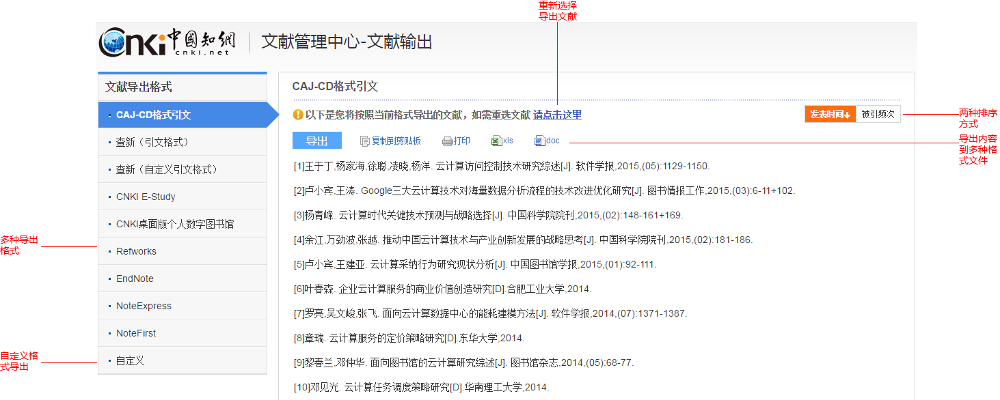 重新选择
导出文献
Cnki中国知网
cnki.net
文献管理中心-文献输出
文献导出格式
CAJ-CD格式引文
查新（引文格式）
查新（自定义引文格式）
CNKI E-Study
CNKI桌面版个人数字图书馆
Refworks
EndNote
NoteExpress
NoteFirst
自定义
多种导出
格式
自定义格
式导出
CAJ-CD格式引文
以下是您将按照当前格式导出的文献，如需重选文献 请点击这里
发表时间 被引频次
两种排序
方式
导出 复制到剪贴板 打印 xls doc
导出内容
到多种格
式文件
[1]王于丁,杨家海,徐聪,凌晓,杨洋. 云计算访问控制技术研究综述[J]. 软件学报,2015,(05):1129-1150.
[2]卢小宾,王涛. Google三大云计算技术对海量数据分析流程的技术改进优化研究[J]. 图书情报工作,2015,(03):6-11+102.
[3]杨青峰. 云计算时代关键技术预测与战略选择[J]. 中国科学院院刊,2015,(02):148-161+169.
[4]余江,万劲波,张越. 推动中国云计算技术与产业创新发展的战略思考[J]. 中国科学院院刊,2015,(02):181-186.
[5]卢小宾,王建亚. 云计算采纳行为研究现状分析[J]. 中国图书馆学报,2015,(01):92-111.
[6]叶春森. 企业云计算服务的商业价值创造研究[D].合肥工业大学,2014.
[7]罗亮,吴文峻,张飞. 面向云计算数据中心的能耗建模方法[J]. 软件学报,2014,(07):1371-1387.
[8]章瑞. 云计算服务的定价策略研究[D].东华大学,2014.
[9]黎春兰,邓仲华. 面向图书馆的云计算研究综述[J]. 图书馆杂志,2014,(05):68-77.
[10]邓见光. 云计算任务调度策略研究[D].华南理工大学,2014.